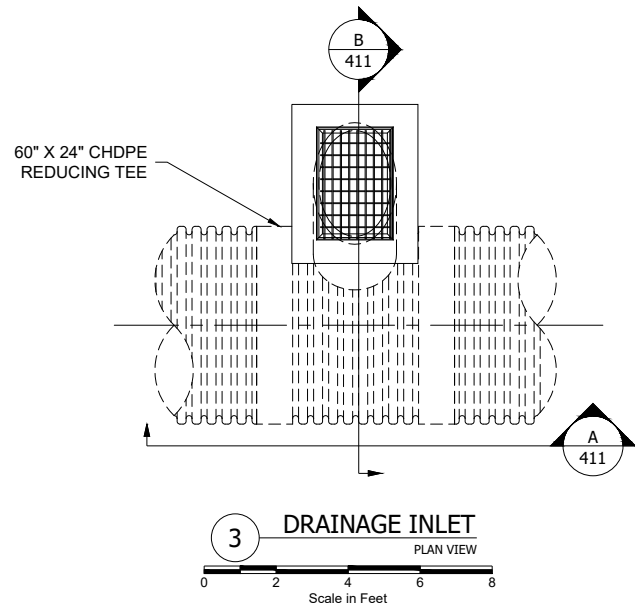 B
411
60" X 24" CHDPE
REDUCING TEE
A
411
3
DRAINAGE INLET
PLAN VIEW
0 2 4 6 8
Scale in Feet